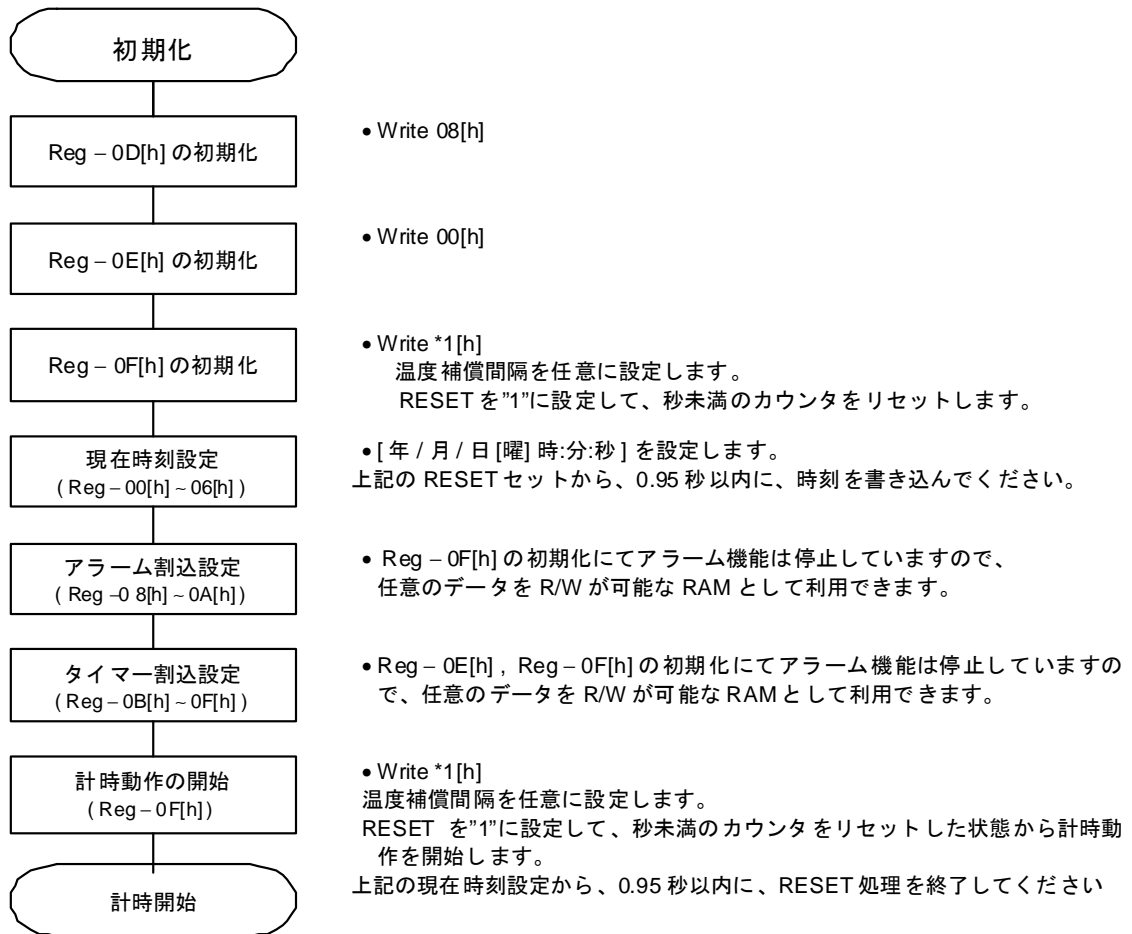 初期化
Reg – 0D[h] の初期化
• Write 08[h]
Reg – 0E[h] の初期化
• Write 00[h]
Reg – 0F[h] の初期化
• Write *1[h]
温度補償間隔を任意に設定します。
RESET を”1”に設定して、秒未満のカウンタをリセットします。
現在時刻設定
( Reg – 00[h] ~ 06[h] )
• [ 年 / 月 / 日 [曜] 時:分:秒 ] を設定します。
上記の RESET セットから、0.95 秒以内に、時刻を書き込んでください。
アラーム割込設定
( Reg –0 8[h] ~ 0A[h] )
• Reg – 0F[h] の初期化にてアラーム機能は停止していますので、
任意のデータを R/W が可能な RAM として利用できます。
タイマー割込設定
( Reg – 0B[h] ~ 0F[h] )
• Reg – 0E[h] , Reg – 0F[h] の初期化にてアラーム機能は停止していますの
で、任意のデータを R/W が可能な RAM として利用できます。
計時動作の開始
( Reg – 0F[h] )
• Write *1[h]
温度補償間隔を任意に設定します。
RESET を”1”に設定して、秒未満のカウンタをリセットした状態から計時動
作を開始します。
上記の現在時刻設定から、0.95 秒以内に、RESET 処理を終了してください
計時開始